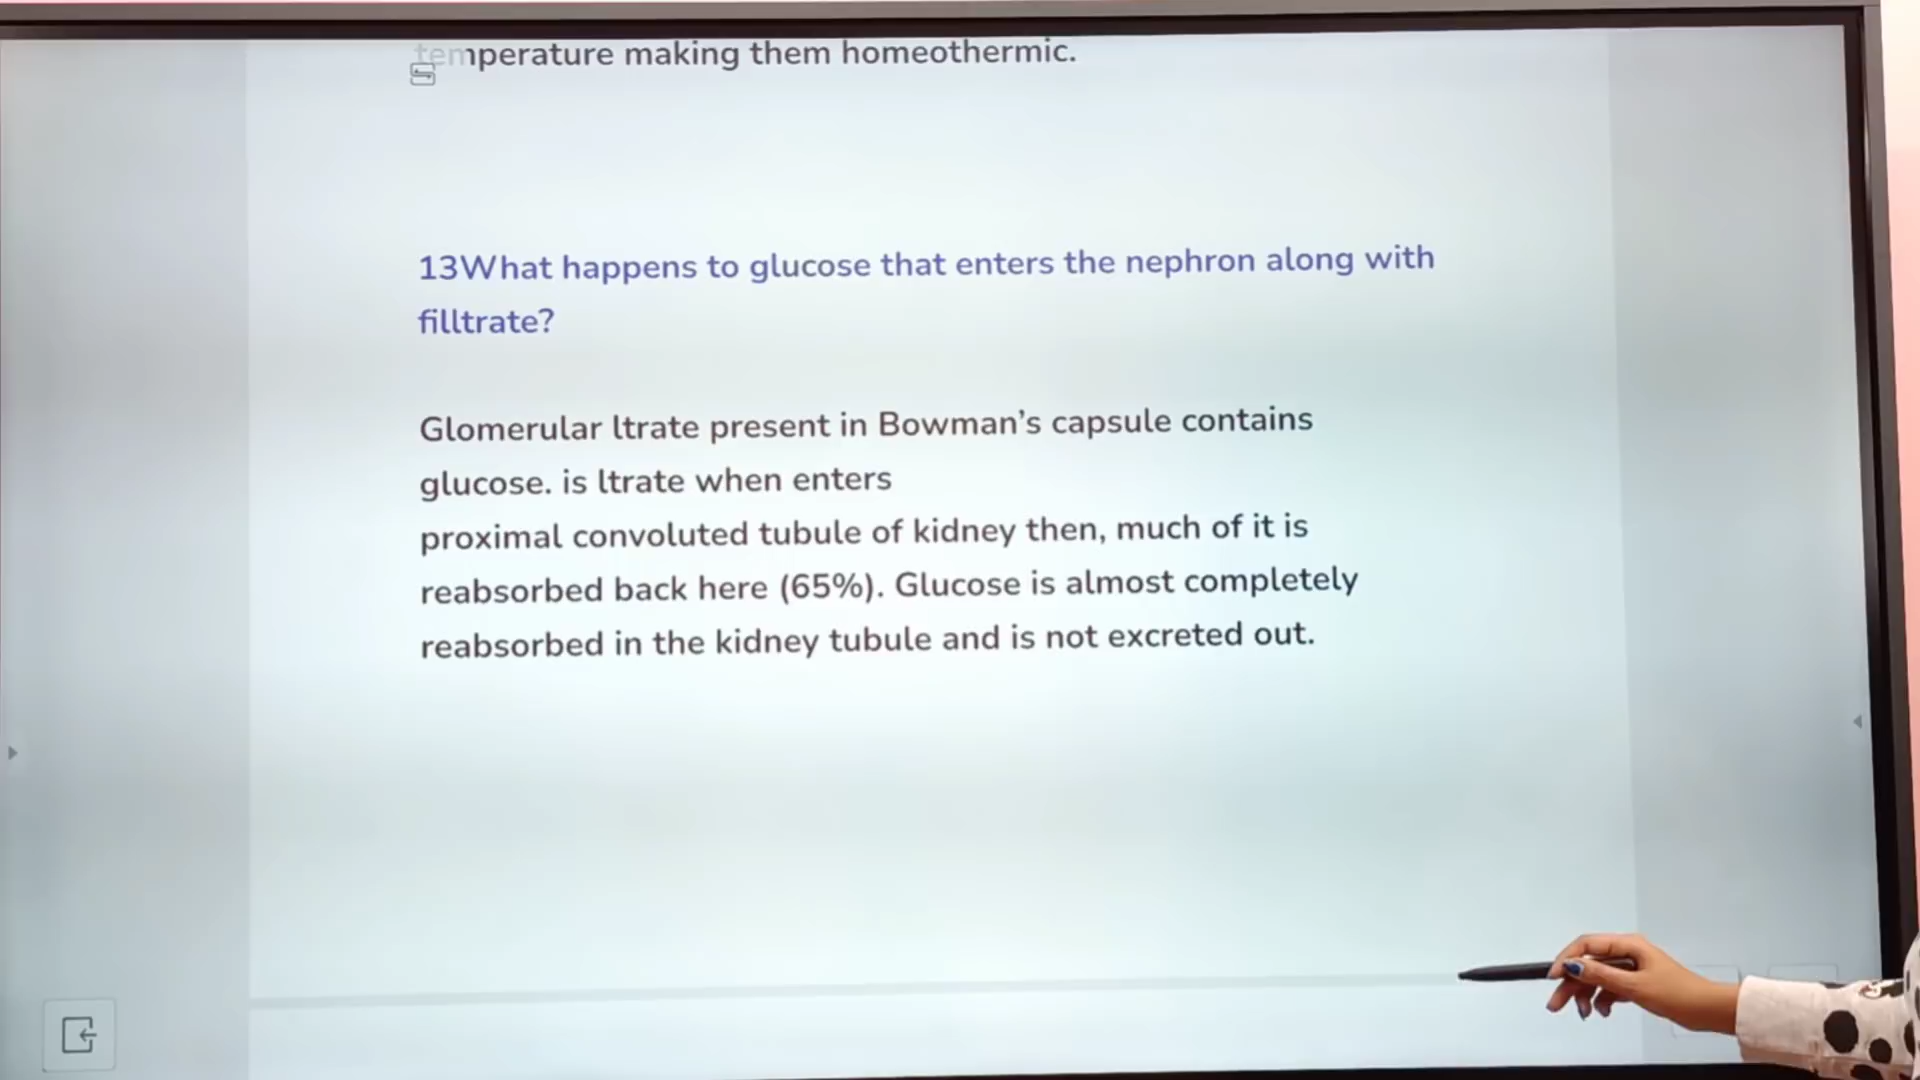 temperature making them homeothermic.
13What happens to glucose that enters the nephron along with
filltrate?
Glomerular ltrate present in Bowman’s capsule contains
glucose. is ltrate when enters
proximal convoluted tubule of kidney then, much of it is
reabsorbed back here (65%). Glucose is almost completely
reabsorbed in the kidney tubule and is not excreted out.